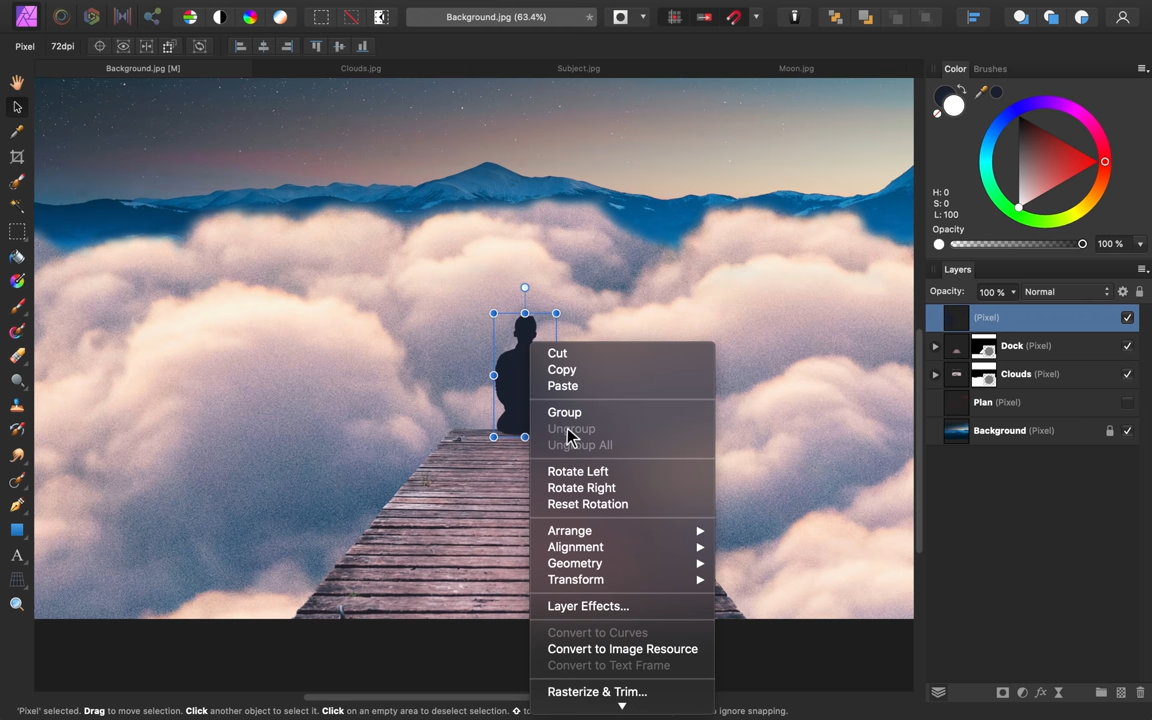 Background.jpg (63.4%)
*
Pixel
72dpi
Background.jpg [M]
Clouds.jpg
Subject.jpg
Moon.jpg
Color
Brushes
H: 0
S: 0
L: 100
Opacity
100 %
Layers
Opacity:
100 %
Normal
(Pixel)
Dock (Pixel)
Clouds (Pixel)
Plan (Pixel)
Background (Pixel)
Cut
Copy
Paste
Group
Ungroup
Ungroup All
Rotate Left
Rotate Right
Reset Rotation
Arrange
Alignment
Geometry
Transform
Layer Effects...
Convert to Curves
Convert to Image Resource
Convert to Text Frame
Rasterize & Trim...
'Pixel' selected. Drag to move selection. Click another object to select it. Click on an empty area to deselect selection. ignore snapping.